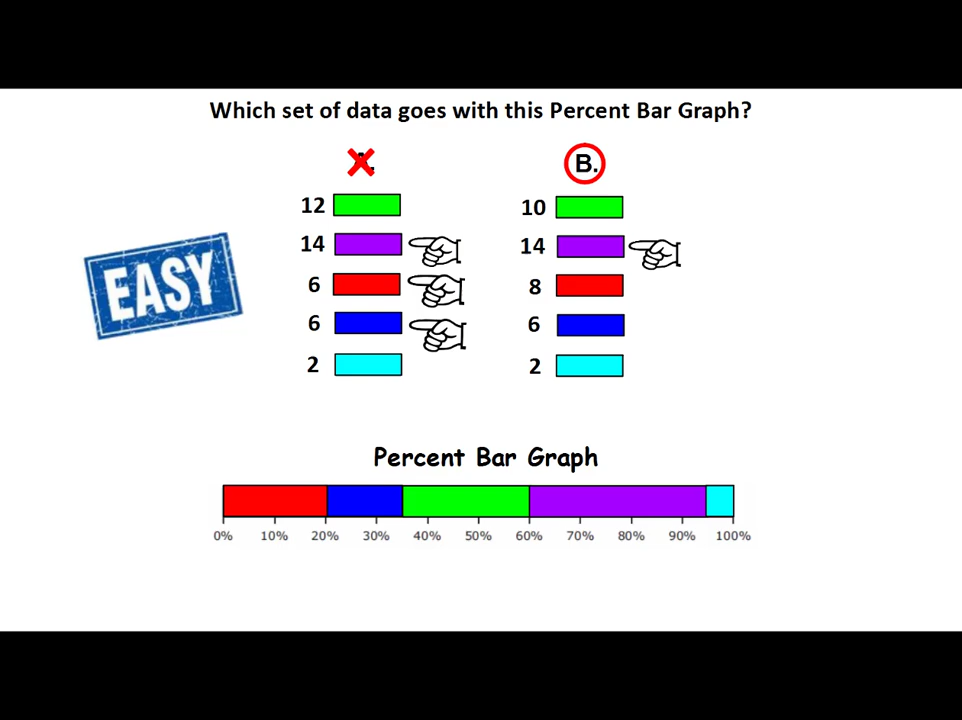 Which set of data goes with this Percent Bar Graph?
B.
12
10
14
14
EASY
6
8
6
6
2
2
Percent Bar Graph
0% 10% 20% 30% 40% 50% 60% 70% 80% 90% 100%